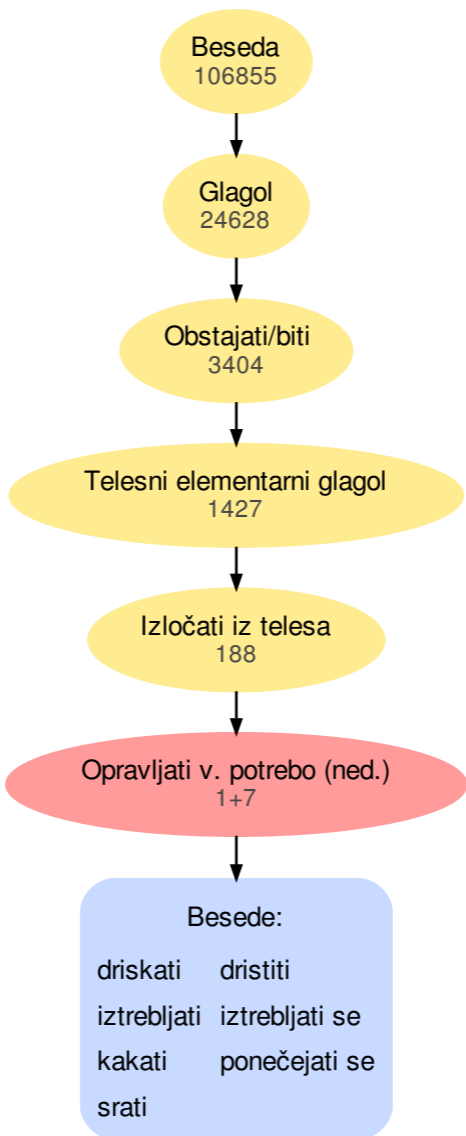 Beseda
106855
Glagol
24628
Obstajati/biti
3404
Telesni elementarni glagol
1427
Izločati iz telesa
188
Opravljati v. potrebo (ned.)
1+7
Besede:
driskati dristiti
iztrebljati iztrebljati se
kakati ponečejati se
srati